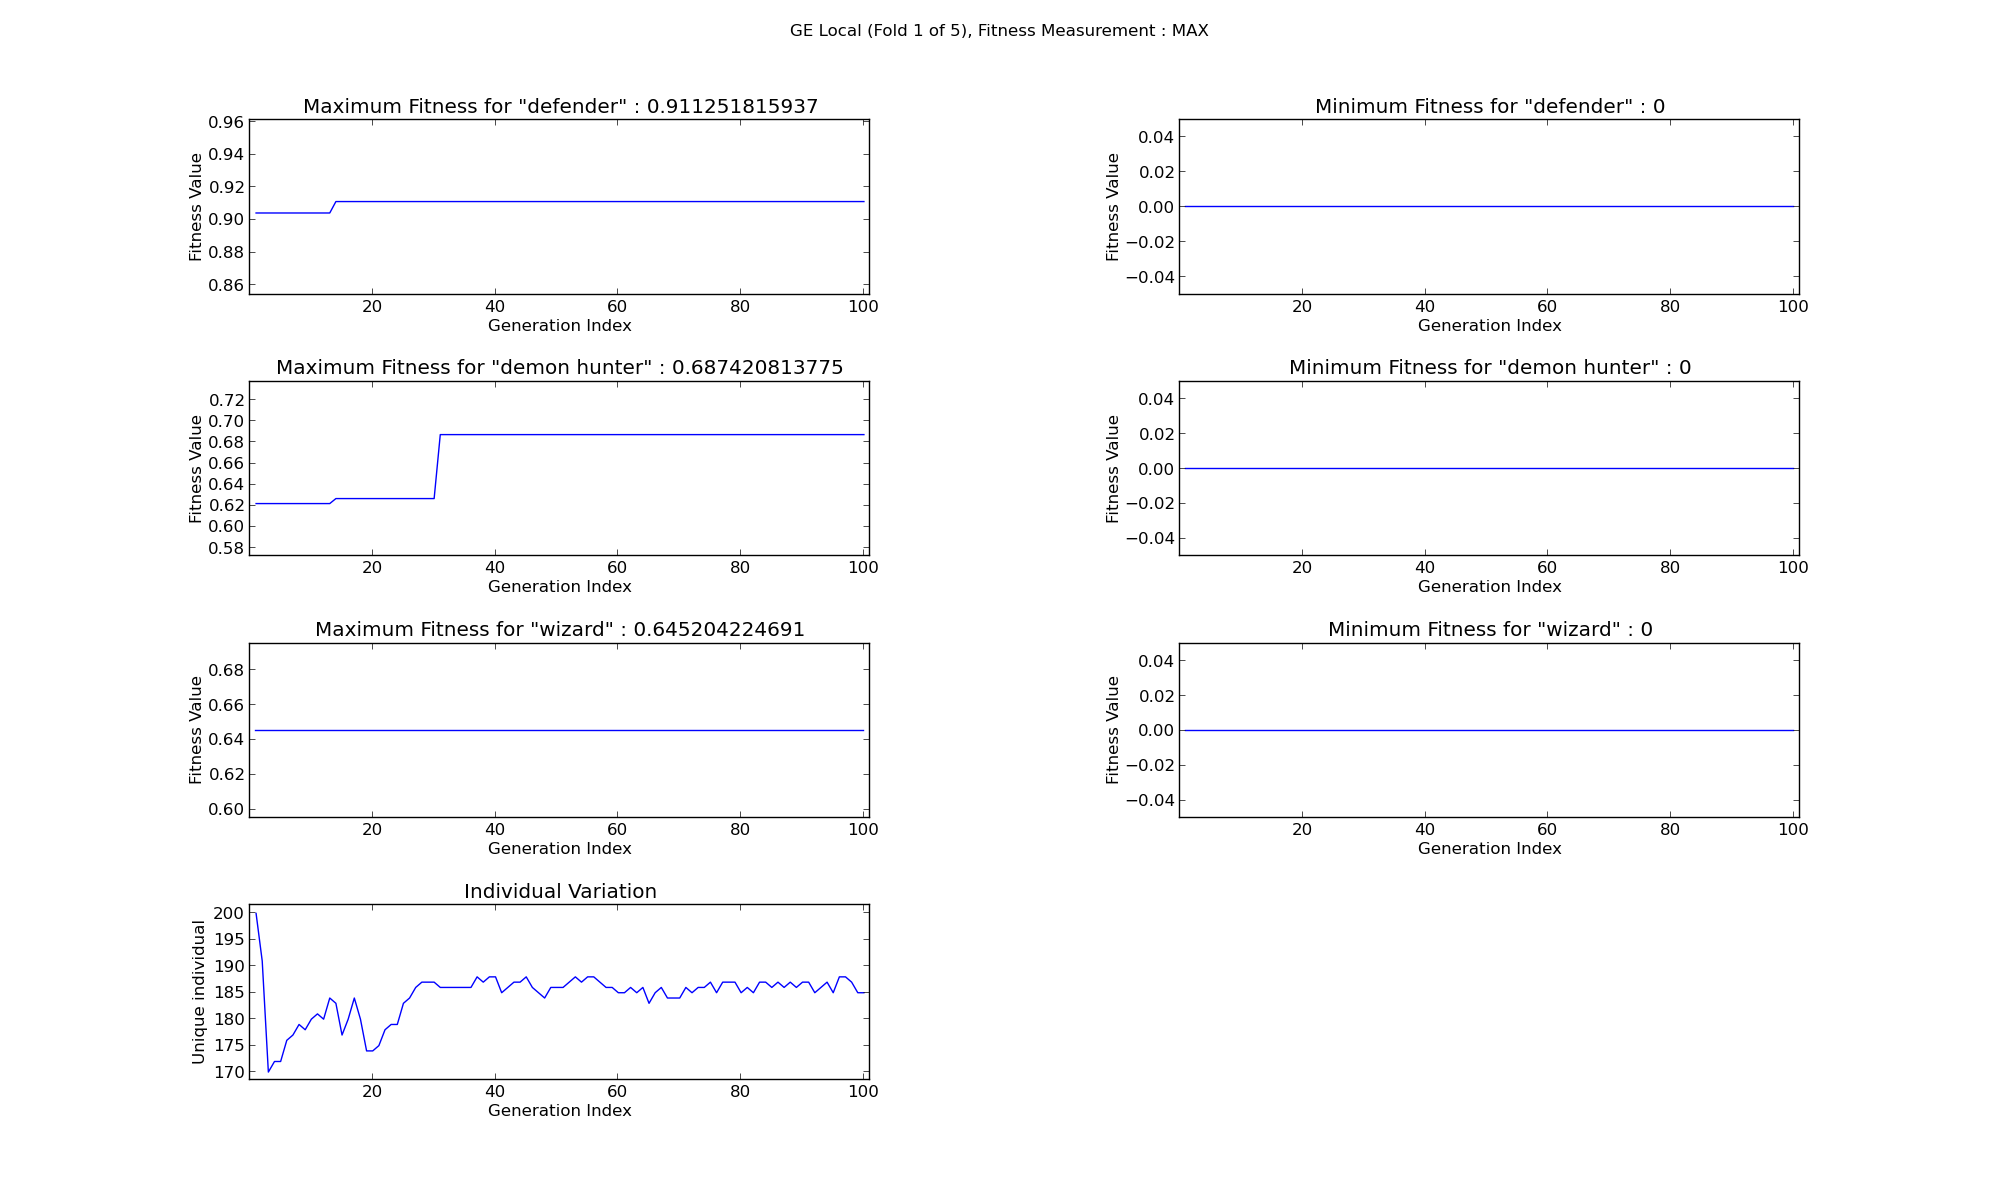 GE Local (Fold 1 of 5), Fitness Measurement : MAX
Maximum Fitness for "defender" : 0.911251815937
0.96
0.94
0.92
0.90
0.88
0.86
Fitness Value
20 40 60 80 100
Generation Index
Minimum Fitness for "defender" : 0
0.04
0.02
0.00
−0.02
−0.04
Fitness Value
20 40 60 80 100
Generation Index
Maximum Fitness for "demon hunter" : 0.687420813775
0.72
0.70
0.68
0.66
0.64
0.62
0.60
0.58
Fitness Value
20 40 60 80 100
Generation Index
Minimum Fitness for "demon hunter" : 0
0.04
0.02
0.00
−0.02
−0.04
Fitness Value
20 40 60 80 100
Generation Index
Maximum Fitness for "wizard" : 0.645204224691
0.68
0.66
0.64
0.62
0.60
Fitness Value
20 40 60 80 100
Generation Index
Minimum Fitness for "wizard" : 0
0.04
0.02
0.00
−0.02
−0.04
Fitness Value
20 40 60 80 100
Generation Index
Individual Variation
200
195
190
185
180
175
170
Unique individual
20 40 60 80 100
Generation Index